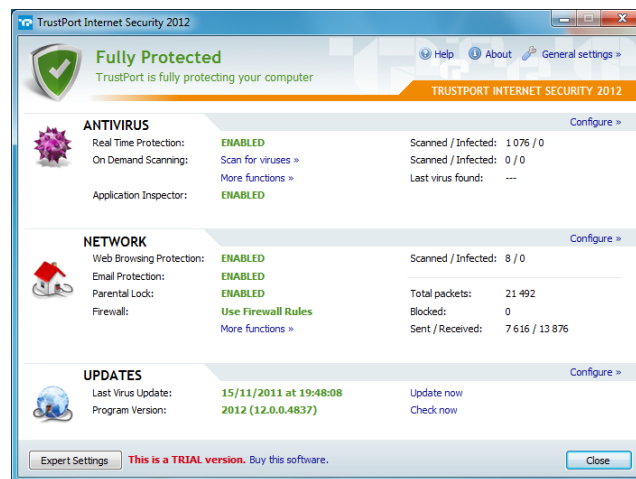 TrustPort Internet Security 2012
Fully Protected
TrustPort is fully protecting your computer
Help About General settings »
TRUSTPORT INTERNET SECURITY 2012
ANTIVIRUS Configure »
Real Time Protection: ENABLED Scanned / Infected: 1 076 / 0
On Demand Scanning: Scan for viruses » Scanned / Infected: 0 / 0
More functions » Last virus found: ---
Application Inspector: ENABLED
NETWORK Configure »
Web Browsing Protection: ENABLED Scanned / Infected: 8 / 0
Email Protection: ENABLED
Parental Lock: ENABLED Total packets: 21 492
Firewall: Use Firewall Rules Blocked: 0
More functions » Sent / Received: 7 616 / 13 876
UPDATES Configure »
Last Virus Update: 15/11/2011 at 19:48:08 Update now
Program Version: 2012 (12.0.0.4837) Check now
Expert Settings This is a TRIAL version. Buy this software. Close